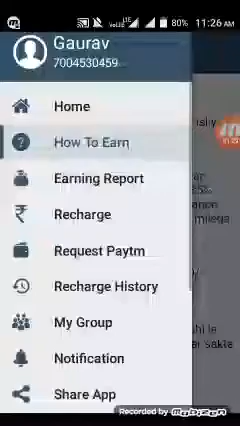 80% 11:26 AM
Gaurav
7004530459
Home
How To Earn
Earning Report
Recharge
Request Paytm
Recharge History
My Group
Notification
Share App
Recorded by mobizen